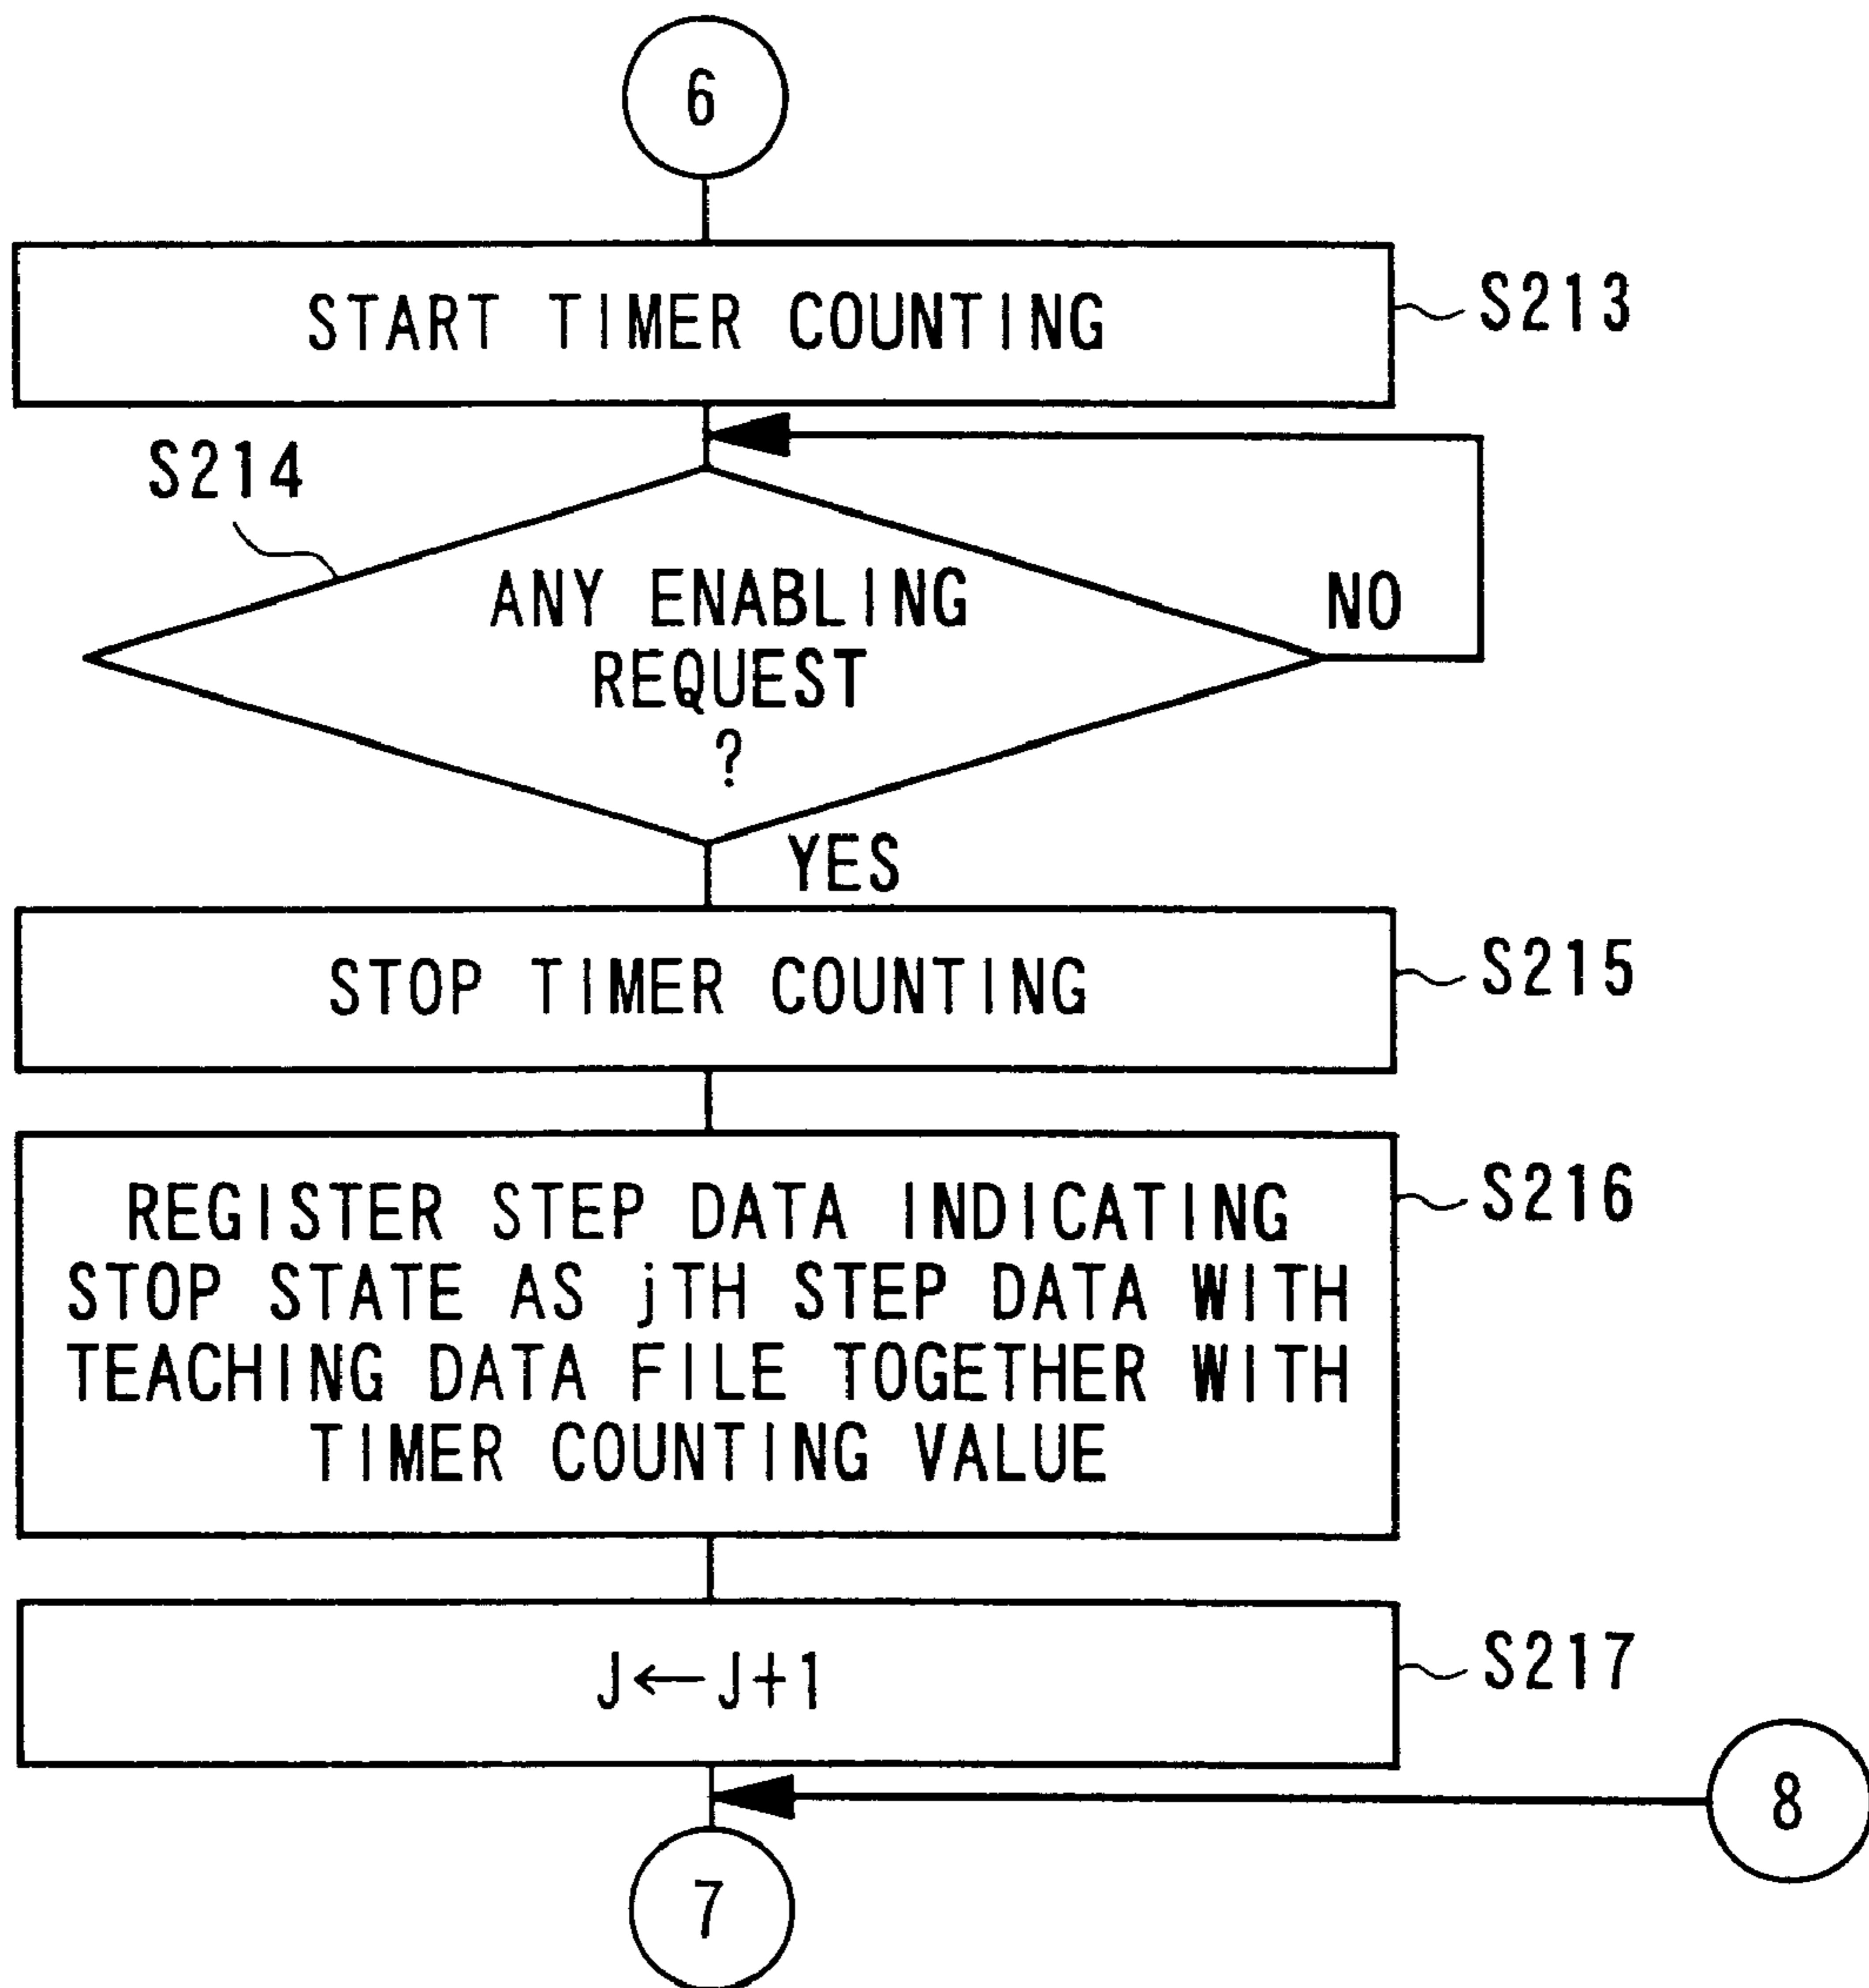 6
START TIMER COUNTING
S213
S214
ANY ENABLING
REQUEST
?
NO
YES
STOP TIMER COUNTING
S215
REGISTER STEP DATA INDICATING
STOP STATE AS jTH STEP DATA WITH
TEACHING DATA FILE TOGETHER WITH
TIMER COUNTING VALUE
S216
J←J+1
S217
8
7